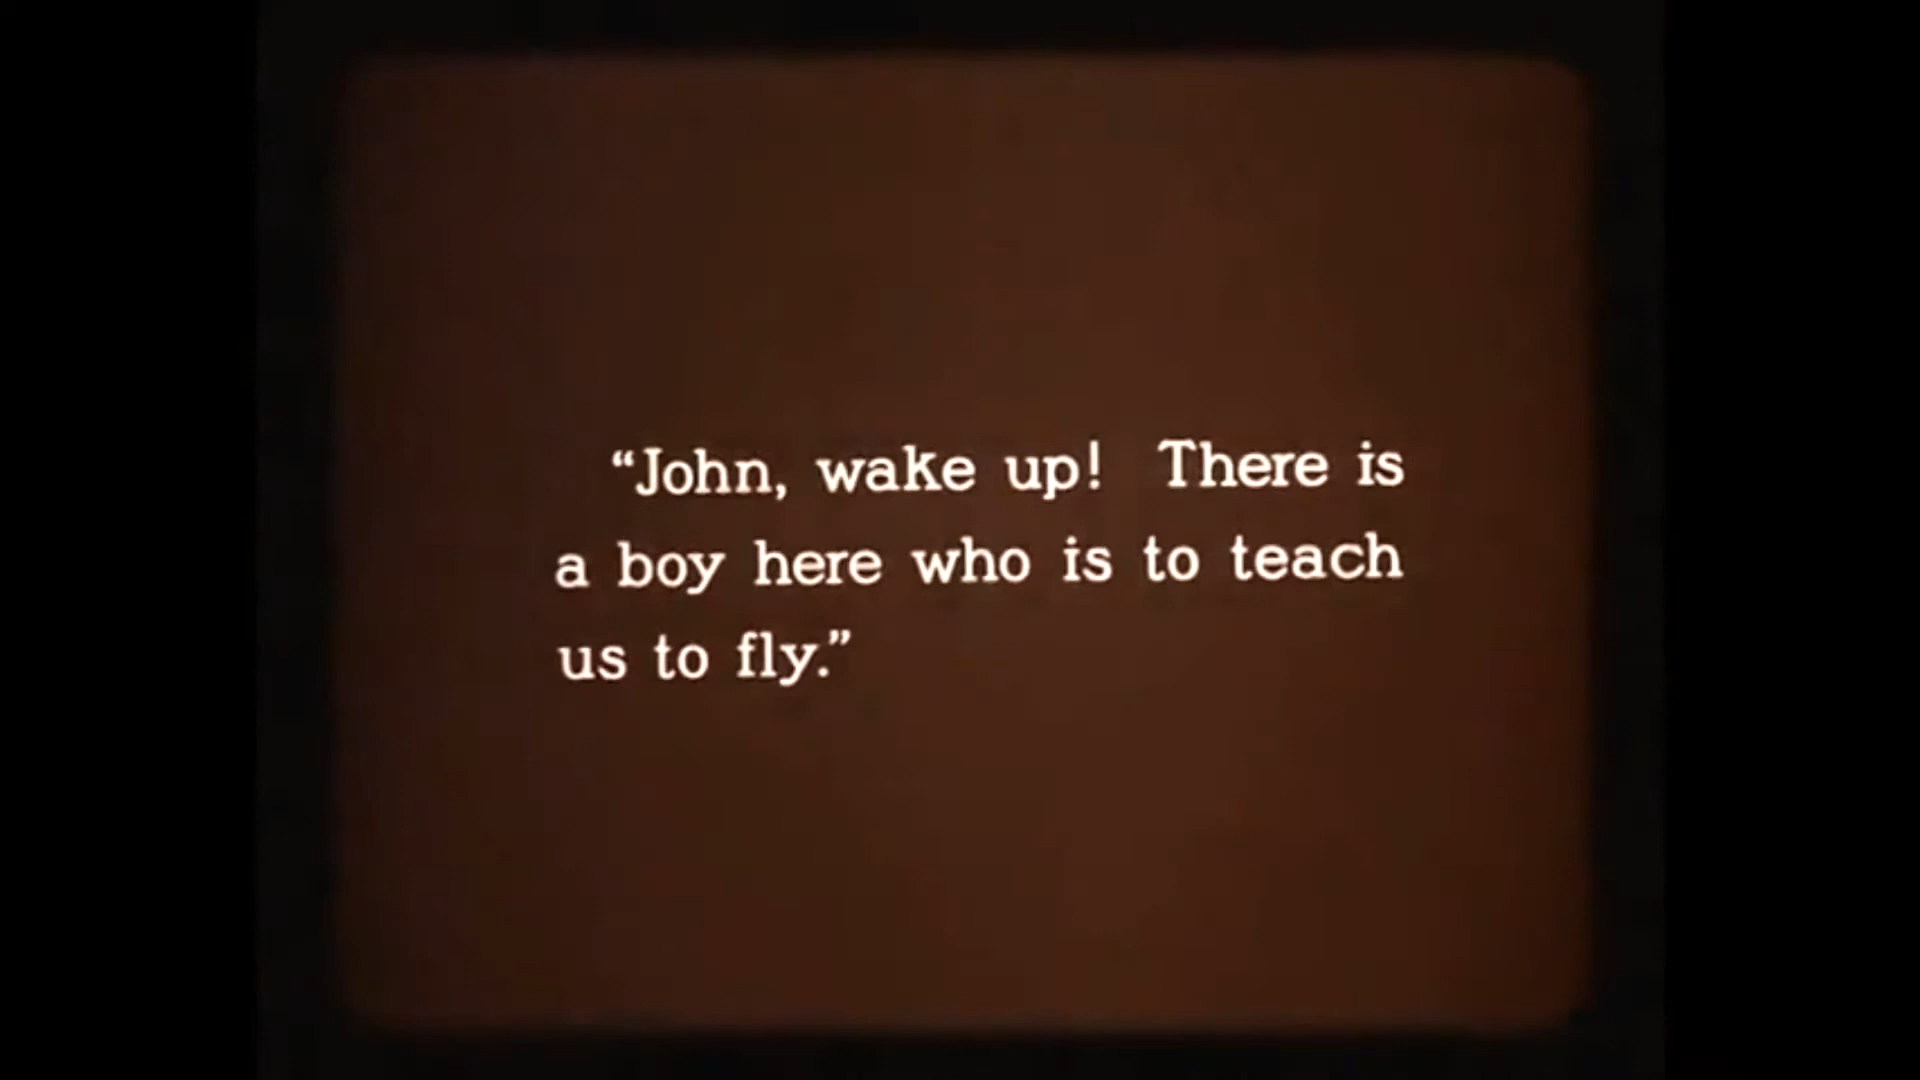 “John, wake up!  There is
a boy here who is to teach
us to fly.”